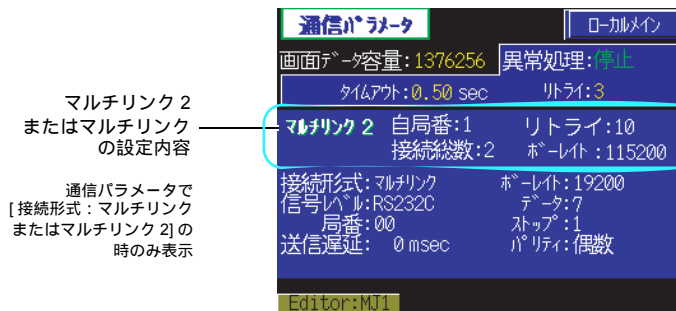 通信ﾊﾟﾗﾒｰﾀ
ﾛｰｶﾙﾒｲﾝ
画面ﾃﾞｰﾀ容量:1376256 異常処理:停止
ﾀｲﾑｱｳﾄ:0.50 sec ﾘﾄﾗｲ:3
ﾏﾙﾁﾘﾝｸ 2 自局番:1 リトライ:10
接続総数:2 ﾎﾞｰﾚｲﾄ:115200
接続形式:ﾏﾙﾁﾘﾝｸ ﾎﾞｰﾚｲﾄ:19200
信号ﾚﾍﾞﾙ:RS232C ﾃﾞｰﾀ:7
局番:00 ｽﾄｯﾌﾟ:1
送信遅延: 0 msec ﾊﾟﾘﾃｨ:偶数
Editor:MJ1
マルチリンク 2
またはマルチリンク
の設定内容
通信パラメータで
[ 接続形式：マルチリンク
またはマルチリンク 2] の
時のみ表示